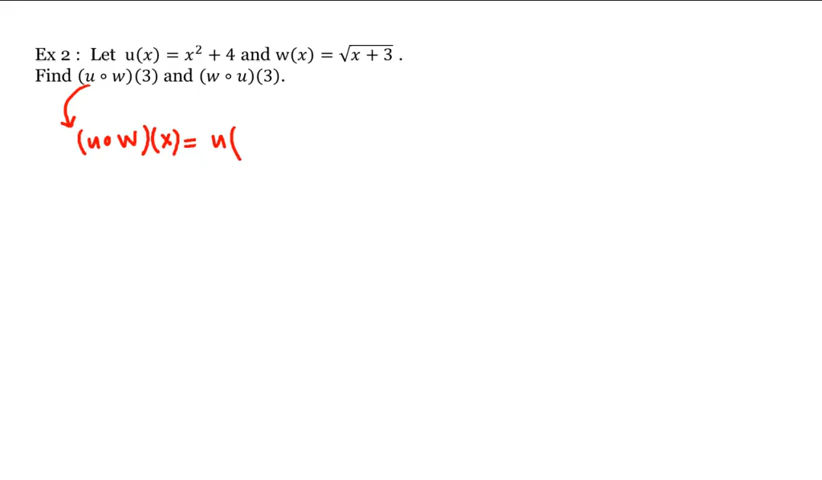 Ex 2 : Let u(x) = x² + 4 and w(x) = √(x + 3) .
Find (u ∘ w)(3) and (w ∘ u)(3).
(u∘w)(x) = u(